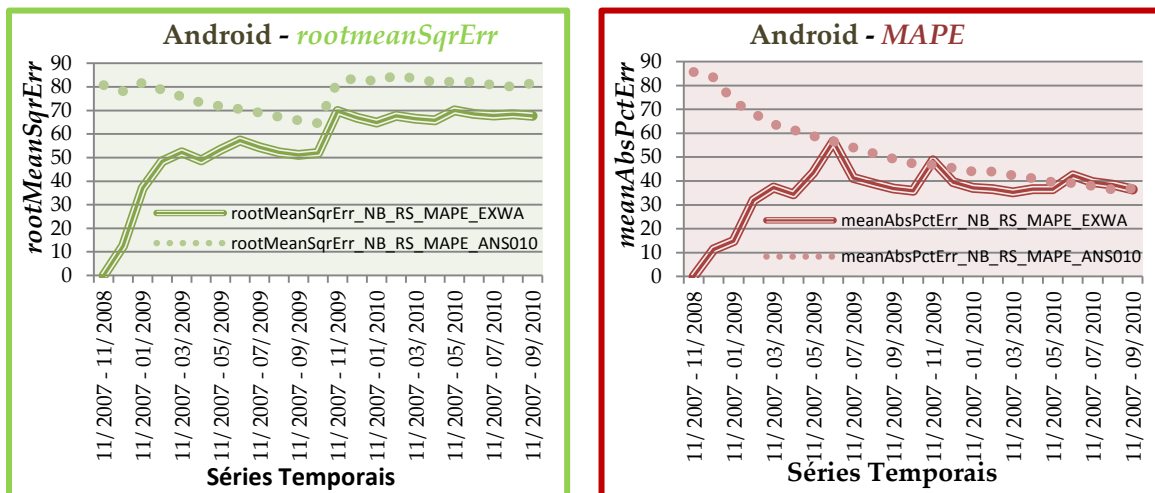 Android - rootmeanSqrErr
rootMeanSqrErr
90
80
70
60
50
40
30
20
10
0
rootMeanSqrErr_NB_RS_MAPE_EXWA
rootMeanSqrErr_NB_RS_MAPE_ANS010
11/ 2007 - 11/ 2008
11/ 2007 - 01/ 2009
11/ 2007 - 03/ 2009
11/ 2007 - 05/ 2009
11/ 2007 - 07/ 2009
11/ 2007 - 09/ 2009
11/ 2007 - 11/ 2009
11/ 2007 - 01/ 2010
11/ 2007 - 03/ 2010
11/ 2007 - 05/ 2010
11/ 2007 - 07/ 2010
11/ 2007 - 09/ 2010
Séries Temporais
Android - MAPE
meanAbsPctErr
90
80
70
60
50
40
30
20
10
0
meanAbsPctErr_NB_RS_MAPE_EXWA
meanAbsPctErr_NB_RS_MAPE_ANS010
11/ 2007 - 11/ 2008
11/ 2007 - 01/ 2009
11/ 2007 - 03/ 2009
11/ 2007 - 05/ 2009
11/ 2007 - 07/ 2009
11/ 2007 - 09/ 2009
11/ 2007 - 11/ 2009
11/ 2007 - 01/ 2010
11/ 2007 - 03/ 2010
11/ 2007 - 05/ 2010
11/ 2007 - 07/ 2010
11/ 2007 - 09/ 2010
Séries Temporais